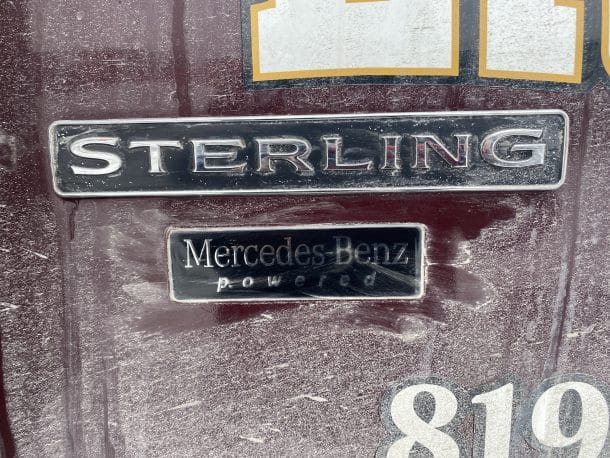 STERLING
Mercedes-Benz
powered
819